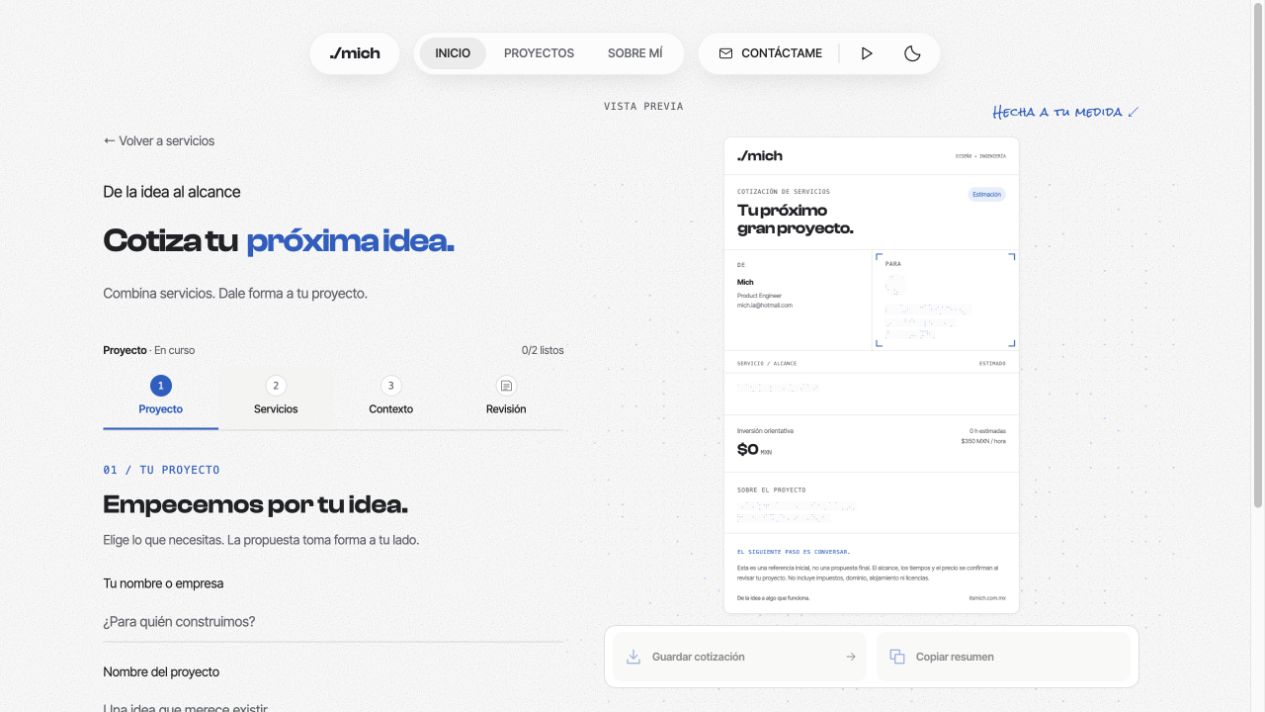 ./mich
INICIO
PROYECTOS
SOBRE MÍ
CONTÁCTAME
← Volver a servicios
De la idea al alcance
Cotiza tu próxima idea.
Combina servicios. Dale forma a tu proyecto.
Proyecto · En curso
0/2 listos
1
Proyecto
2
Servicios
3
Contexto
Revisión
01 / TU PROYECTO
Empecemos por tu idea.
Elige lo que necesitas. La propuesta toma forma a tu lado.
Tu nombre o empresa
¿Para quién construimos?
Nombre del proyecto
Una idea que merece existir
VISTA PREVIA
HECHA A TU MEDIDA ↙
./mich
DISEÑO + INGENIERÍA
COTIZACIÓN DE SERVICIOS
Estimación
Tu próximo
gran proyecto.
DE
Mich
Product Engineer
mich.ia@hotmail.com
PARA
SERVICIO / ALCANCE
ESTIMADO
Inversión orientativa
$0 MXN
0 h estimadas
$350 MXN / hora
SOBRE EL PROYECTO
EL SIGUIENTE PASO ES CONVERSAR.
Esta es una referencia inicial, no una propuesta final. El alcance, los tiempos y el precio se confirman al
revisar tu proyecto. No incluye impuestos, dominio, alojamiento ni licencias.
De la idea a algo que funciona.
itsmich.com.mx
Guardar cotización →
Copiar resumen